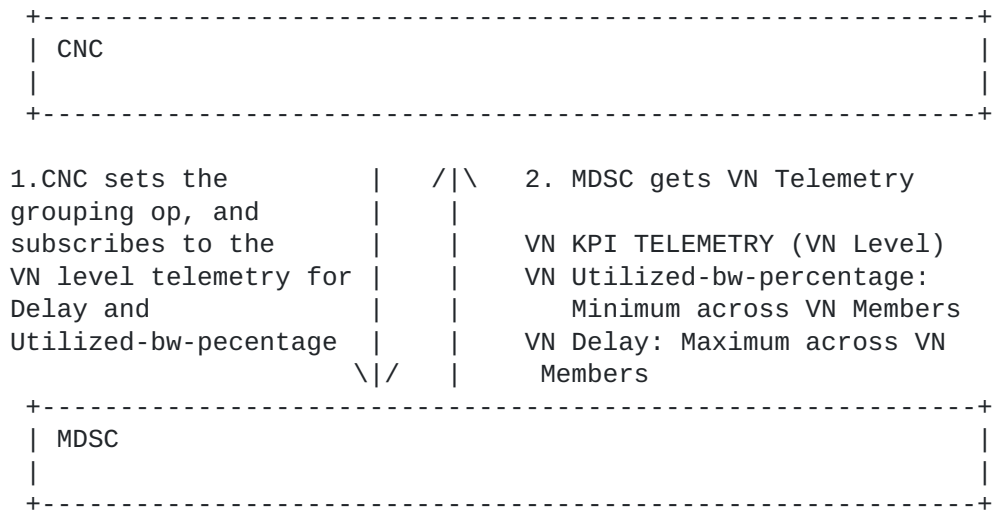 CNC
1.CNC sets the
grouping op, and
subscribes to the
VN level telemetry for
Delay and
Utilized-bw-pecentage
2. MDSC gets VN Telemetry
VN KPI TELEMETRY (VN Level)
VN Utilized-bw-percentage:
Minimum across VN Members
VN Delay: Maximum across VN
Members
MDSC